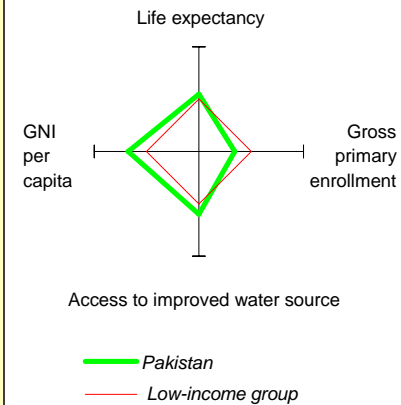 Life expectancy
GNI
per
capita
Gross
primary
enrollment
Access to improved water source
Pakistan
Low-income group